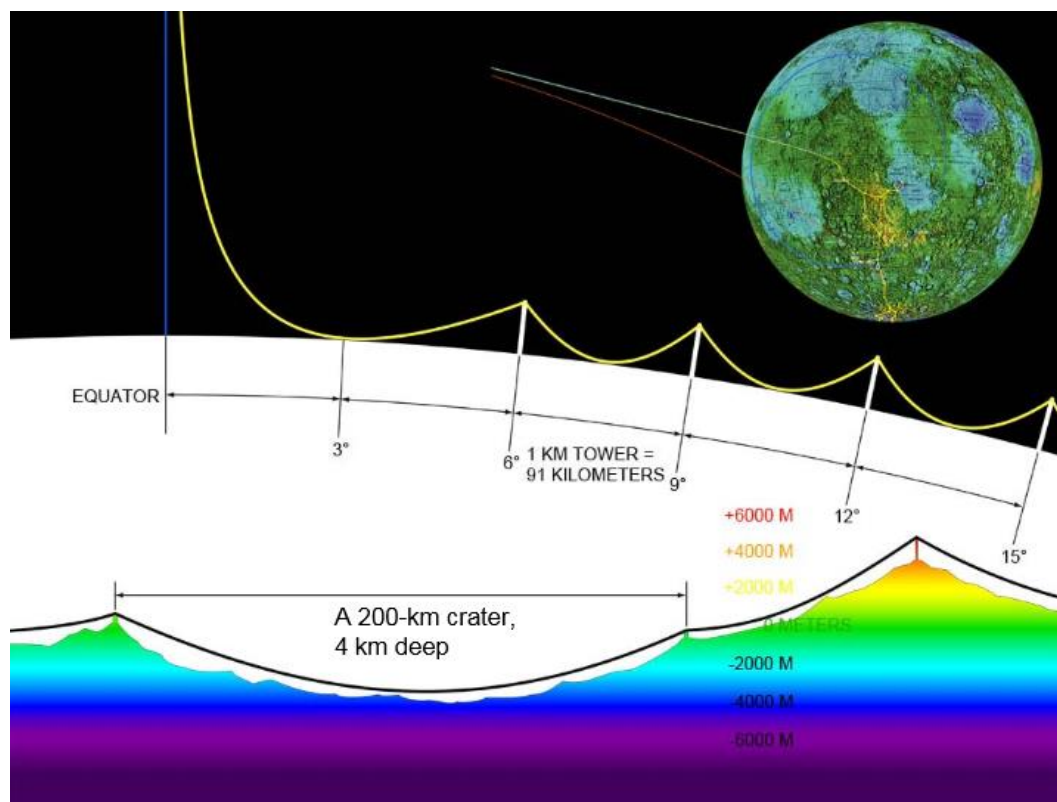 EQUATOR
3°
6°
1 KM TOWER =
91 KILOMETERS
9°
12°
15°
+6000 M
+4000 M
+2000 M
0 METERS
-2000 M
-4000 M
-6000 M
A 200-km crater,
4 km deep